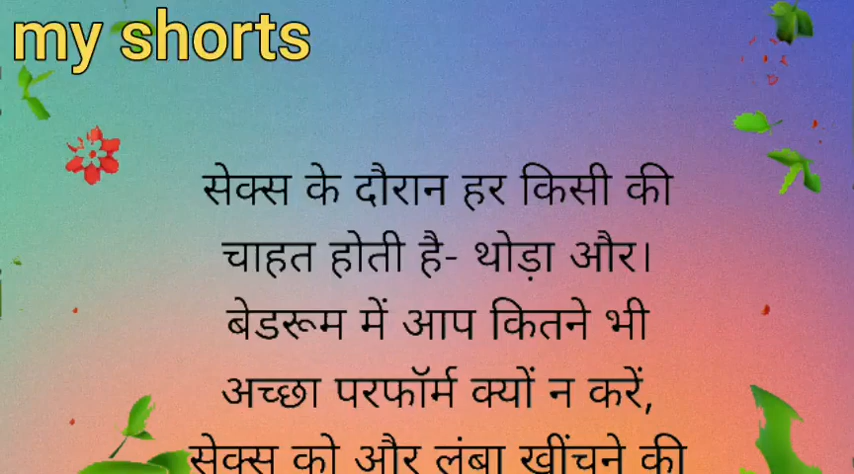 my shorts
सेक्स के दौरान हर किसी की
चाहत होती है- थोड़ा और।
बेडरूम में आप कितने भी
अच्छा परफॉर्म क्यों न करें,
सेक्स को और लंबा खींचने की